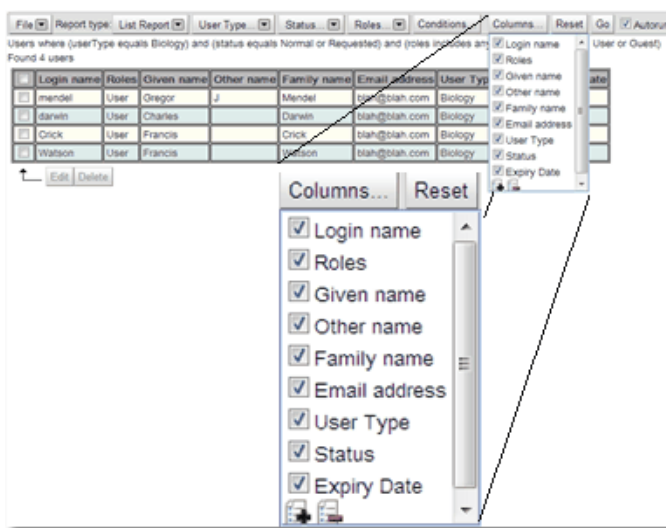 File Report type: List Report User Type... Status... Roles... Conditions... Columns... Reset Go Autorun
Users where (userType equals Biology) and (status equals Normal or Requested) and (roles includes any User or Guest)
Found 4 users
Login name Roles Given name Other name Family name Email address User Typ ate
mendel User Gregor J Mendel blah@blah.com Biology
darwin User Charles blah@blah.com Biology
Crick User Francis Crick blah@blah.com Biology
Watson User Francis Watson blah@blah.com Biology
Edit Delete
Login name
Roles
Given name
Other name
Family name
Email address
User Type
Status
Expiry Date
Columns... Reset
Login name
Roles
Given name
Other name
Family name
Email address
User Type
Status
Expiry Date